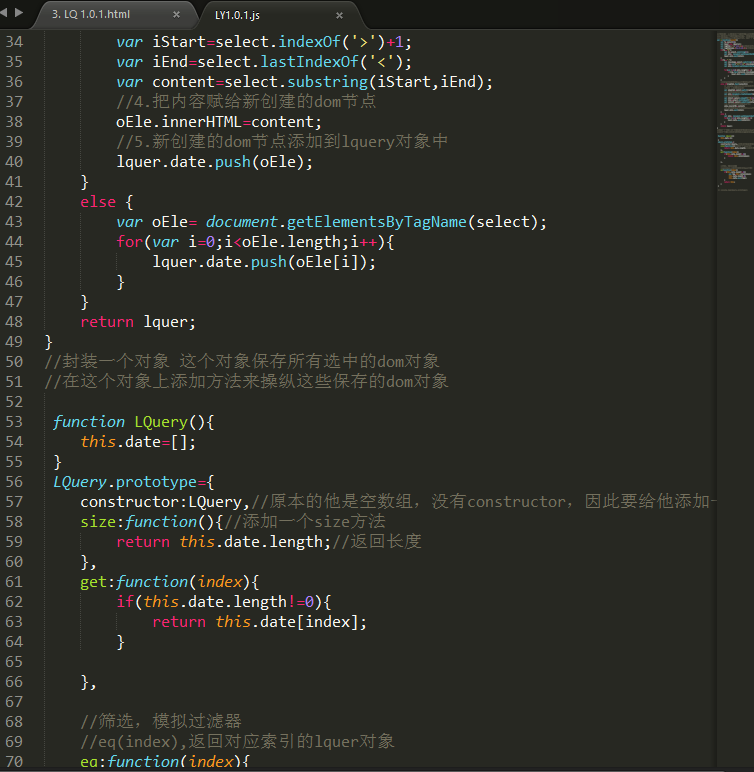 3. LQ 1.0.1.html
LY1.0.1.js
34 var iStart=select.indexOf('>')+1;
35 var iEnd=select.lastIndexOf('<');
36 var content=select.substring(iStart,iEnd);
37 //4.把内容赋给新创建的dom节点
38 oEle.innerHTML=content;
39 //5.新创建的dom节点添加到lquery对象中
40 lquer.date.push(oEle);
41 }
42 else {
43 var oEle= document.getElementsByTagName(select);
44 for(var i=0;i<oEle.length;i++){
45 lquer.date.push(oEle[i]);
46 }
47 }
48 return lquer;
49 }
50 //封装一个对象 这个对象保存所有选中的dom对象
51 //在这个对象上添加方法来操纵这些保存的dom对象
52
53 function LQuery(){
54 this.date=[];
55 }
56 LQuery.prototype={
57 constructor:LQuery,//原本的他是空数组，没有constructor，因此要给他添加
58 size:function(){//添加一个size方法
59 return this.date.length;//返回长度
60 },
61 get:function(index){
62 if(this.date.length!=0){
63 return this.date[index];
64 }
65
66 },
67
68 //筛选，模拟过滤器
69 //eq(index),返回对应索引的lquer对象
70 eq:function(index){